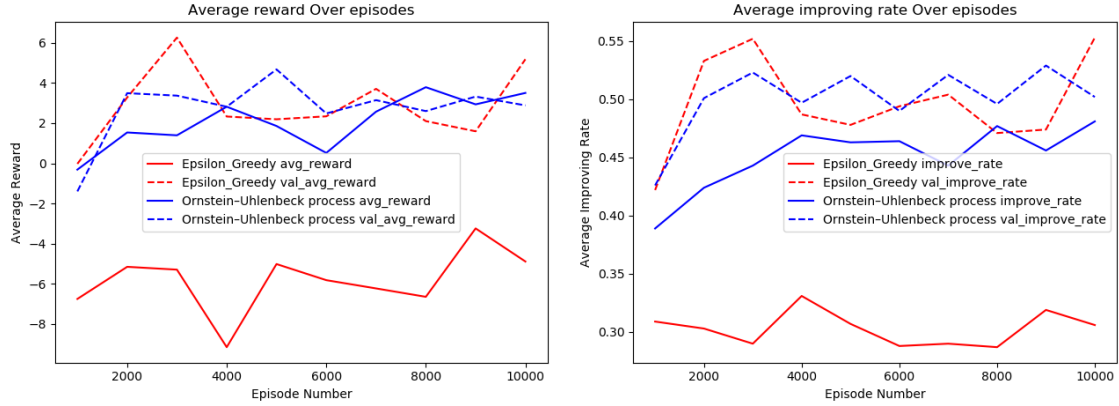 Average reward Over episodes
6
4
2
0
−2
−4
−6
−8
Average Reward
Epsilon_Greedy avg_reward
Epsilon_Greedy val_avg_reward
Ornstein–Uhlenbeck process avg_reward
Ornstein–Uhlenbeck process val_avg_reward
2000 4000 6000 8000 10000
Episode Number
Average improving rate Over episodes
0.55
0.50
0.45
0.40
0.35
0.30
Average Improving Rate
Epsilon_Greedy improve_rate
Epsilon_Greedy val_improve_rate
Ornstein–Uhlenbeck process improve_rate
Ornstein–Uhlenbeck process val_improve_rate
2000 4000 6000 8000 10000
Episode Number